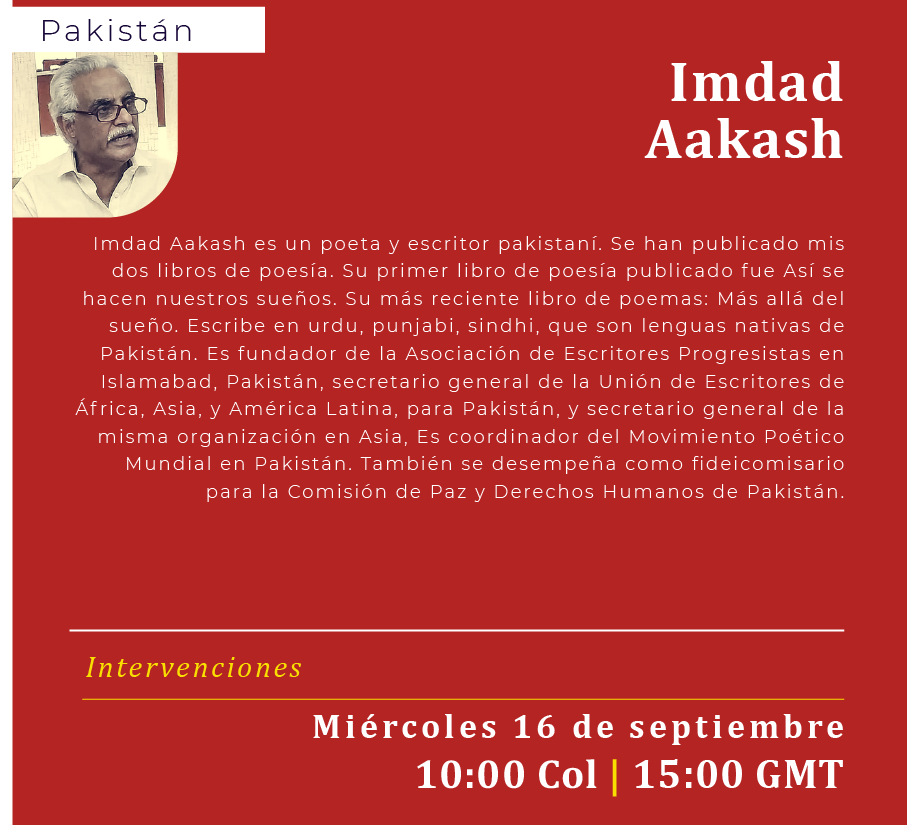 Pakistán
Imdad
Aakash
Imdad Aakash es un poeta y escritor pakistaní. Se han publicado mis
dos libros de poesía. Su primer libro de poesía publicado fue Así se
hacen nuestros sueños. Su más reciente libro de poemas: Más allá del
sueño. Escribe en urdu, punjabi, sindhi, que son lenguas nativas de
Pakistán. Es fundador de la Asociación de Escritores Progresistas en
Islamabad, Pakistán, secretario general de la Unión de Escritores de
África, Asia, y América Latina, para Pakistán, y secretario general de la
misma organización en Asia, Es coordinador del Movimiento Poético
Mundial en Pakistán. También se desempeña como fideicomisario
para la Comisión de Paz y Derechos Humanos de Pakistán.
Intervenciones
Miércoles 16 de septiembre
10:00 Col | 15:00 GMT